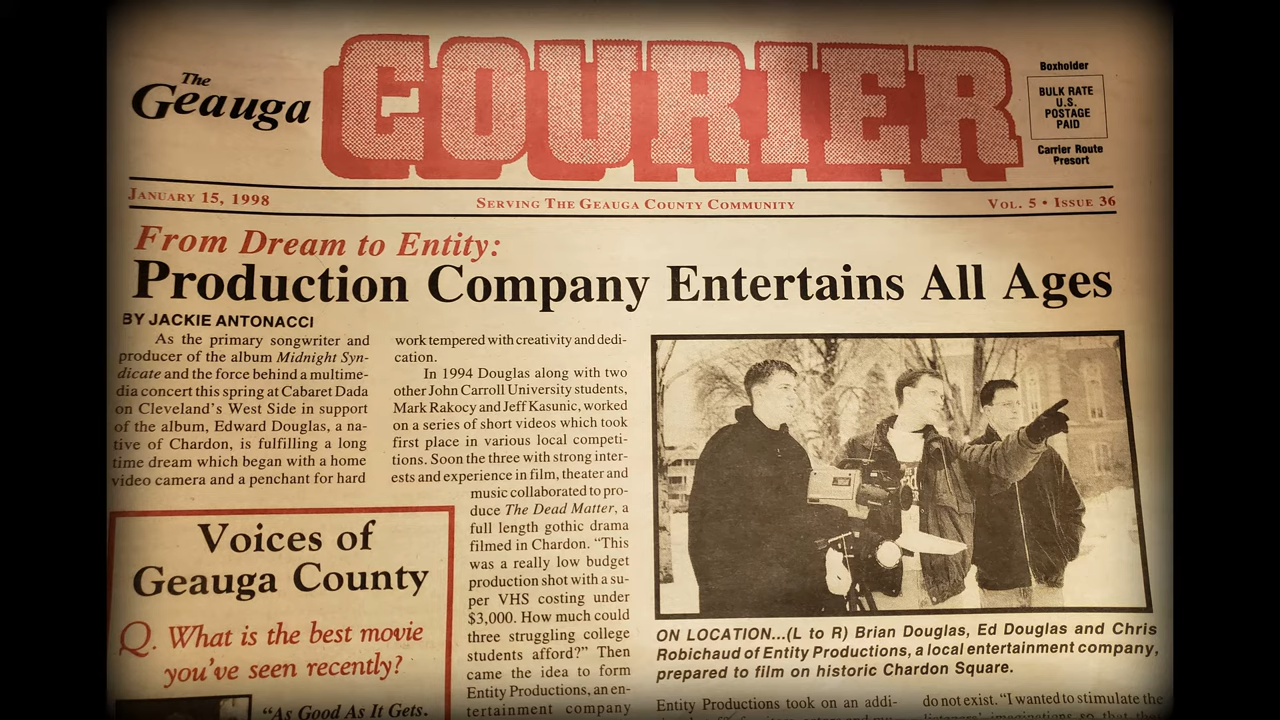 The
Geauga
COURIER
Boxholder
BULK RATE
U.S.
POSTAGE
PAID
Carrier Route
Presort
JANUARY 15, 1998
SERVING THE GEAUGA COUNTY COMMUNITY
VOL. 5 • ISSUE 36
From Dream to Entity:
Production Company Entertains All Ages
BY JACKIE ANTONACCI
As the primary songwriter and
producer of the album Midnight Syn-
dicate and the force behind a multime-
dia concert this spring at Cabaret Dada
on Cleveland's West Side in support
of the album, Edward Douglas, a na-
tive of Chardon, is fulfilling a long
time dream which began with a home
video camera and a penchant for hard
work tempered with creativity and dedi-
cation.
In 1994 Douglas along with two
other John Carroll University students,
Mark Rakocy and Jeff Kasunic, worked
on a series of short videos which took
first place in various local competi-
tions. Soon the three with strong inter-
ests and experience in film, theater and
music collaborated to pro-
duce The Dead Matter, a
full length gothic drama
filmed in Chardon. "This
was a really low budget
production shot with a su-
per VHS costing under
$3,000. How much could
three struggling college
students afford?" Then
came the idea to form
Entity Productions, an en-
tertainment company
Voices of
Geauga County
Q. What is the best movie
you've seen recently?
"As Good As It Gets.
ON LOCATION...(L to R) Brian Douglas, Ed Douglas and Chris
Robichaud of Entity Productions, a local entertainment company,
prepared to film on historic Chardon Square.
Entity Productions took on an addi-
do not exist. "I wanted to stimulate the